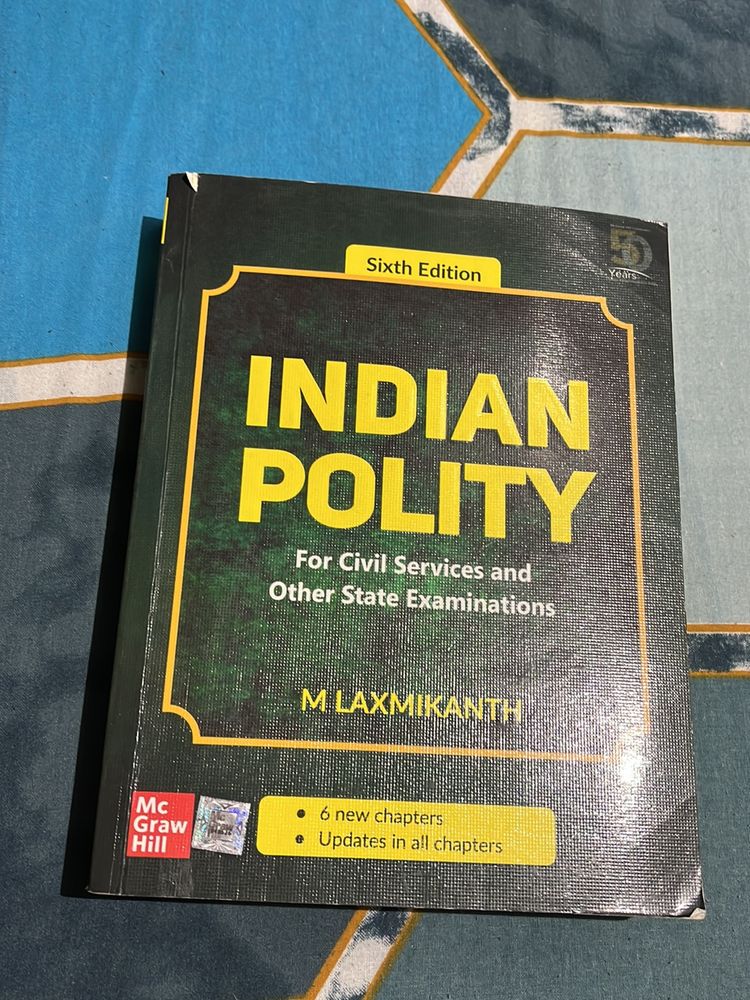 50
Years
Sixth Edition
INDIAN
POLITY
For Civil Services and
Other State Examinations
M LAXMIKANTH
Mc
Graw
Hill
• 6 new chapters
• Updates in all chapters